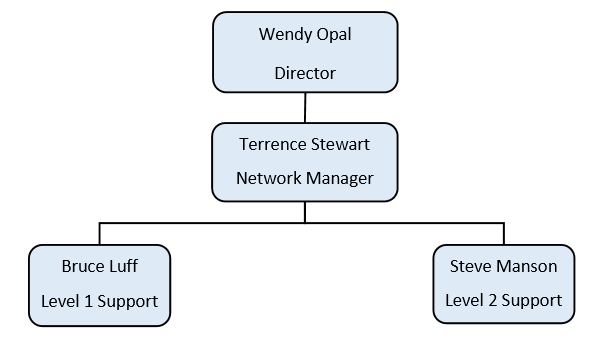 Wendy Opal
Director
Terrence Stewart
Network Manager
Bruce Luff
Level 1 Support
Steve Manson
Level 2 Support